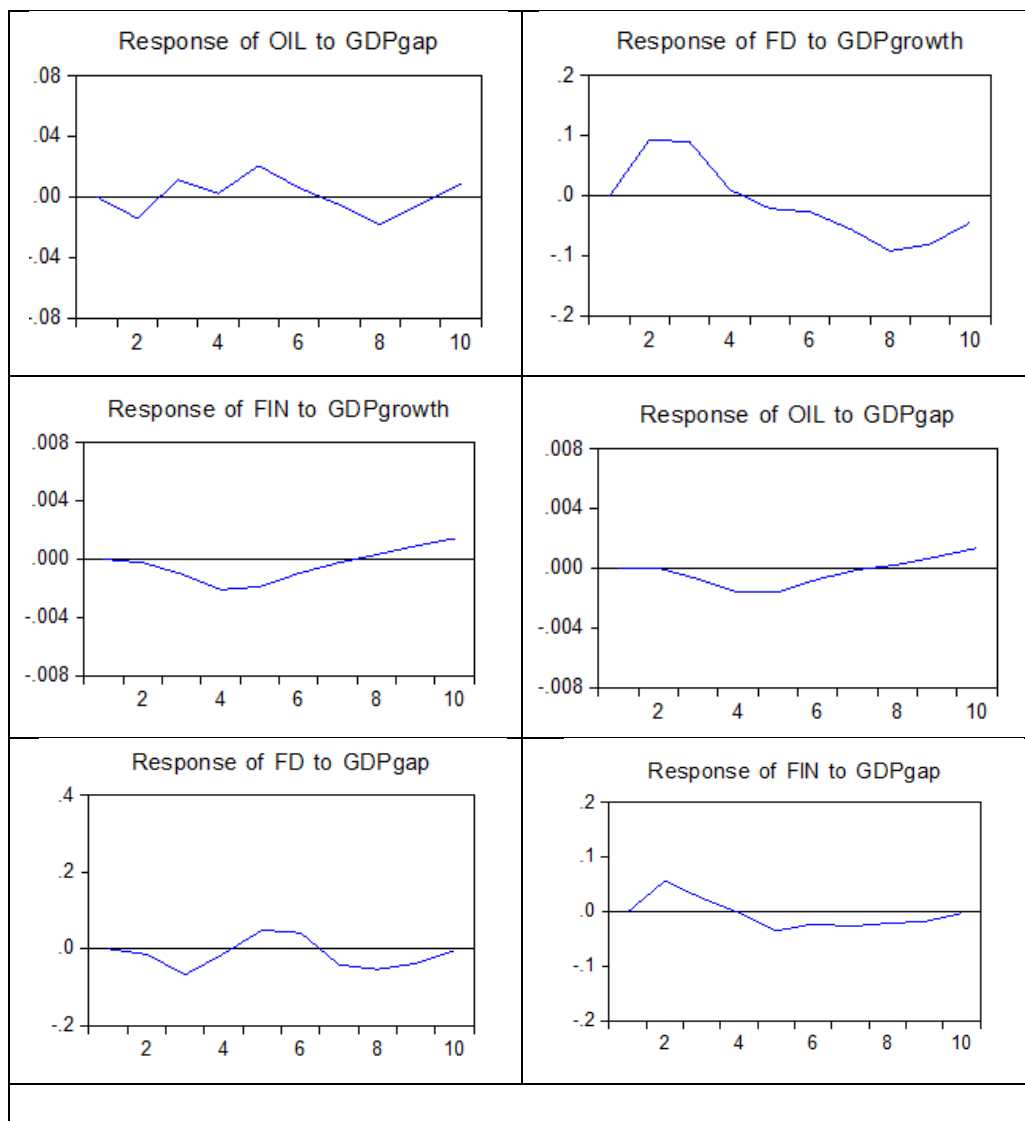 Response of OIL to GDPgap
.08
.04
.00
-.04
-.08
2 4 6 8 10
Response of FD to GDPgrowth
.2
.1
.0
-.1
-.2
2 4 6 8 10
Response of FIN to GDPgrowth
.008
.004
.000
-.004
-.008
2 4 6 8 10
Response of OIL to GDPgap
.008
.004
.000
-.004
-.008
2 4 6 8 10
Response of FD to GDPgap
.4
.2
.0
-.2
2 4 6 8 10
Response of FIN to GDPgap
.2
.1
.0
-.1
-.2
2 4 6 8 10